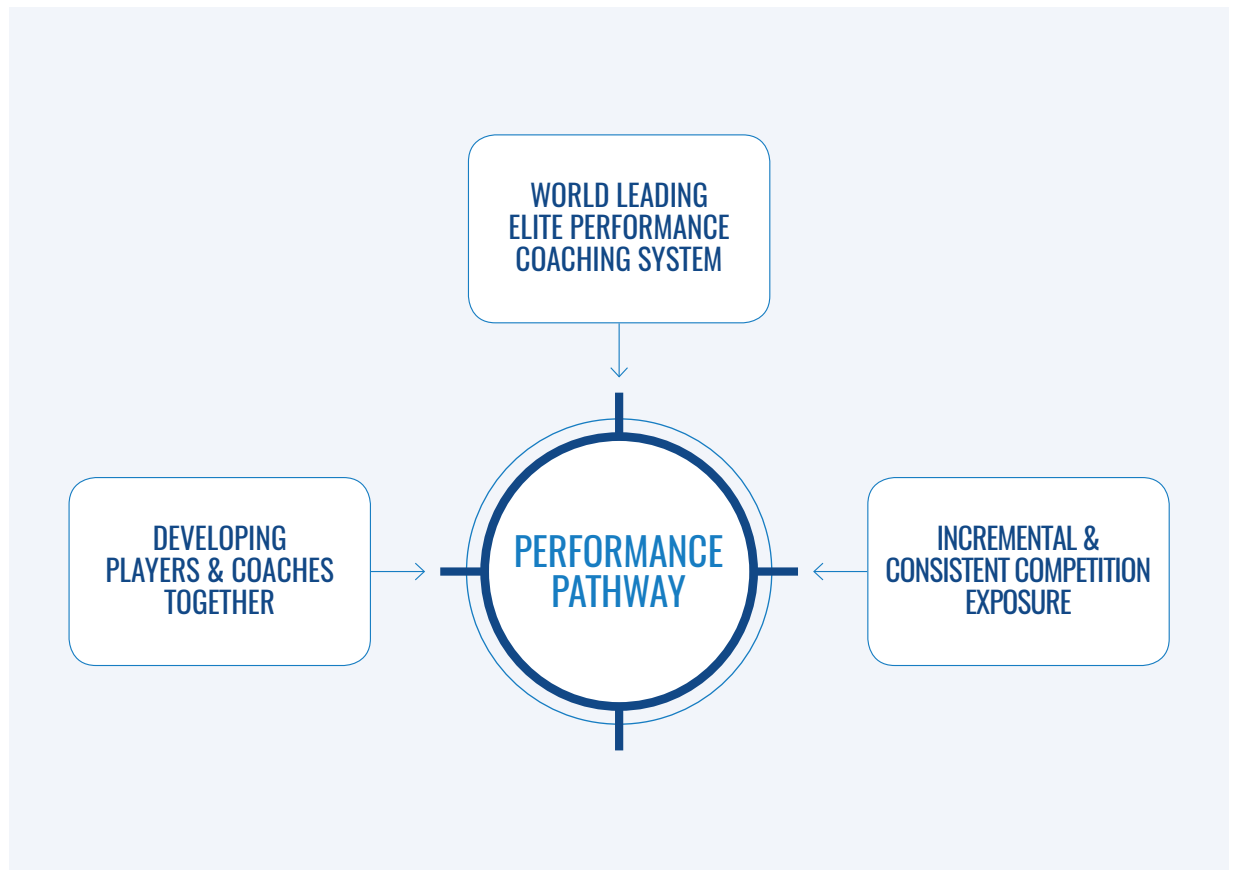 WORLD LEADING
ELITE PERFORMANCE
COACHING SYSTEM
DEVELOPING
PLAYERS & COACHES
TOGETHER
PERFORMANCE
PATHWAY
INCREMENTAL &
CONSISTENT COMPETITION
EXPOSURE